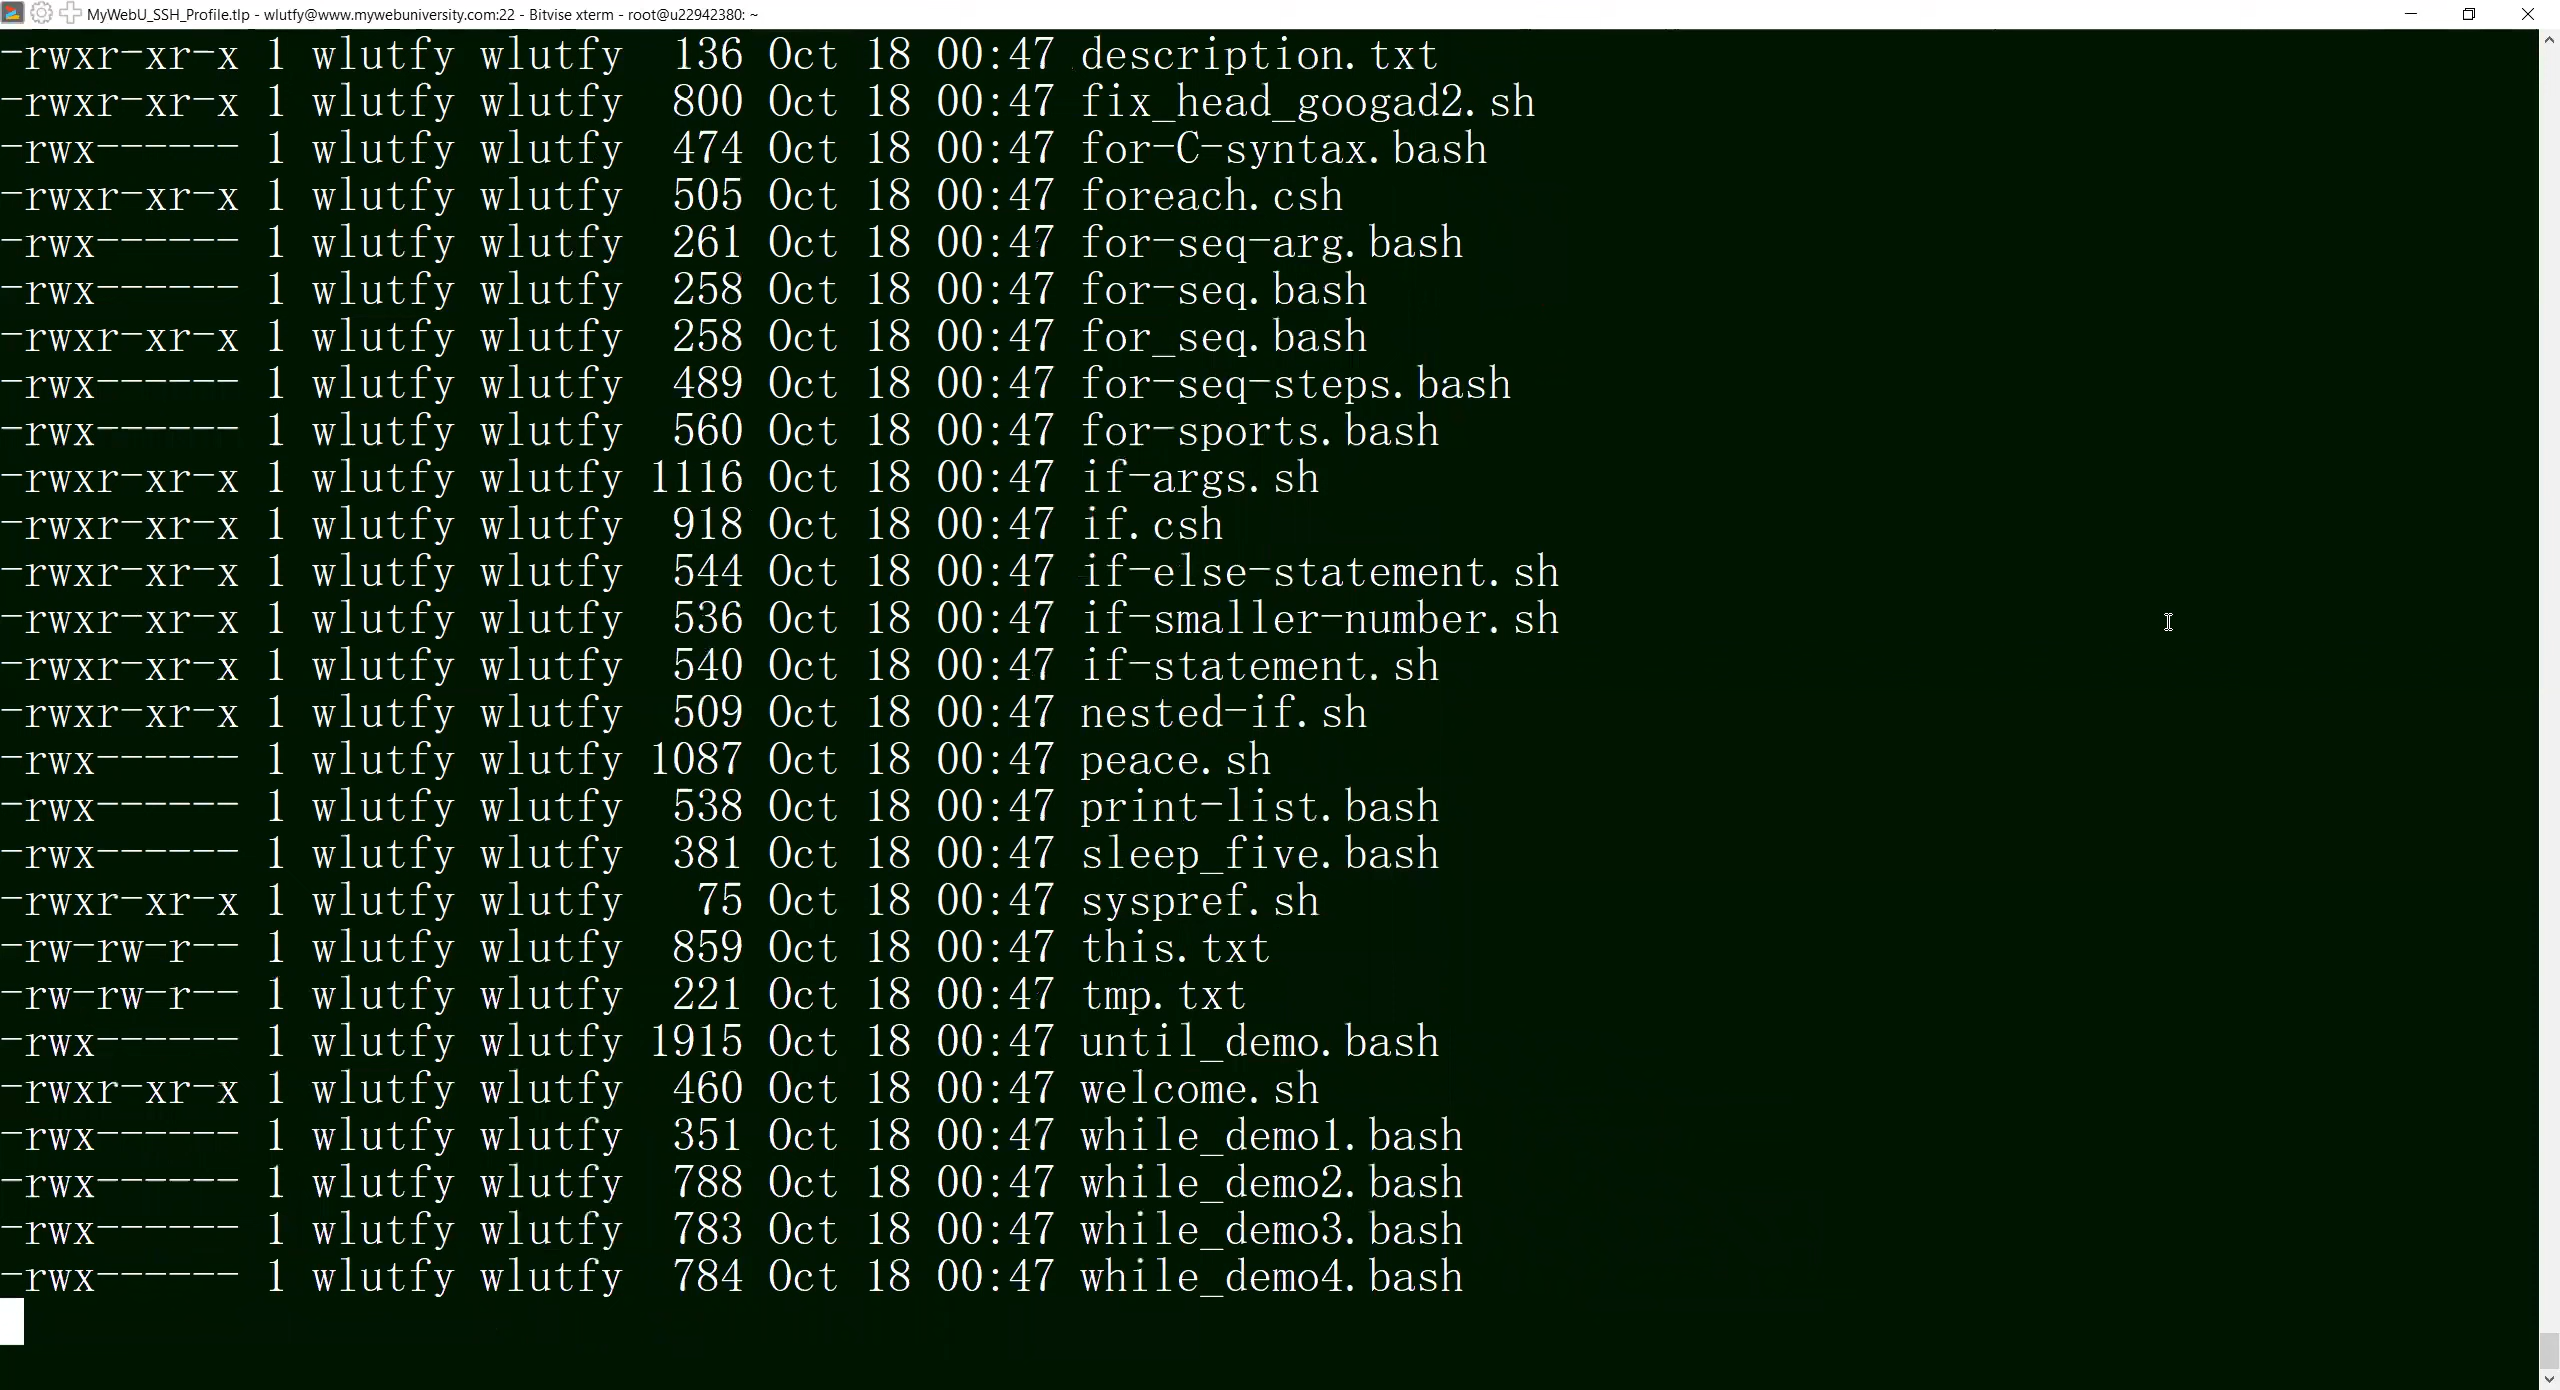 MyWebU_SSH_Profile.tlp - wlutfy@www.mywebuniversity.com:22 - Bitvise xterm - root@u22942380: ~
-rwxr-xr-x 1 wlutfy wlutfy  136 Oct 18 00:47 description.txt
-rwxr-xr-x 1 wlutfy wlutfy  800 Oct 18 00:47 fix_head_googad2.sh
-rwx------ 1 wlutfy wlutfy  474 Oct 18 00:47 for-C-syntax.bash
-rwxr-xr-x 1 wlutfy wlutfy  505 Oct 18 00:47 foreach.csh
-rwx------ 1 wlutfy wlutfy  261 Oct 18 00:47 for-seq-arg.bash
-rwx------ 1 wlutfy wlutfy  258 Oct 18 00:47 for-seq.bash
-rwxr-xr-x 1 wlutfy wlutfy  258 Oct 18 00:47 for_seq.bash
-rwx------ 1 wlutfy wlutfy  489 Oct 18 00:47 for-seq-steps.bash
-rwx------ 1 wlutfy wlutfy  560 Oct 18 00:47 for-sports.bash
-rwxr-xr-x 1 wlutfy wlutfy 1116 Oct 18 00:47 if-args.sh
-rwxr-xr-x 1 wlutfy wlutfy  918 Oct 18 00:47 if.csh
-rwxr-xr-x 1 wlutfy wlutfy  544 Oct 18 00:47 if-else-statement.sh
-rwxr-xr-x 1 wlutfy wlutfy  536 Oct 18 00:47 if-smaller-number.sh
-rwxr-xr-x 1 wlutfy wlutfy  540 Oct 18 00:47 if-statement.sh
-rwxr-xr-x 1 wlutfy wlutfy  509 Oct 18 00:47 nested-if.sh
-rwx------ 1 wlutfy wlutfy 1087 Oct 18 00:47 peace.sh
-rwx------ 1 wlutfy wlutfy  538 Oct 18 00:47 print-list.bash
-rwx------ 1 wlutfy wlutfy  381 Oct 18 00:47 sleep_five.bash
-rwxr-xr-x 1 wlutfy wlutfy   75 Oct 18 00:47 syspref.sh
-rw-rw-r-- 1 wlutfy wlutfy  859 Oct 18 00:47 this.txt
-rw-rw-r-- 1 wlutfy wlutfy  221 Oct 18 00:47 tmp.txt
-rwx------ 1 wlutfy wlutfy 1915 Oct 18 00:47 until_demo.bash
-rwxr-xr-x 1 wlutfy wlutfy  460 Oct 18 00:47 welcome.sh
-rwx------ 1 wlutfy wlutfy  351 Oct 18 00:47 while_demo1.bash
-rwx------ 1 wlutfy wlutfy  788 Oct 18 00:47 while_demo2.bash
-rwx------ 1 wlutfy wlutfy  783 Oct 18 00:47 while_demo3.bash
-rwx------ 1 wlutfy wlutfy  784 Oct 18 00:47 while_demo4.bash